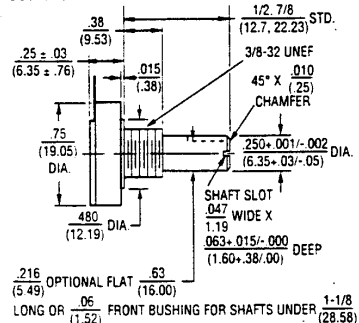 1/2, 7/8
(12.7, 22.23) STD.
.38
(9.53)
.25 ± .03
(6.35 ± .76)
3/8-32 UNEF
.015
(.38)
45° X .010
(.25)
CHAMFER
.75
(19.05)
DIA.
.250+.001/-.002 DIA.
(6.35+.03/-.05)
480 DIA.
(12.19)
SHAFT SLOT
.047 WIDE X
1.19
.063+.015/-.000 DEEP
(1.60+.38/.00)
.216 OPTIONAL FLAT .63
(5.49) (16.00)
LONG OR .06 FRONT BUSHING FOR SHAFTS UNDER 1-1/8
(1.52) (28.58)